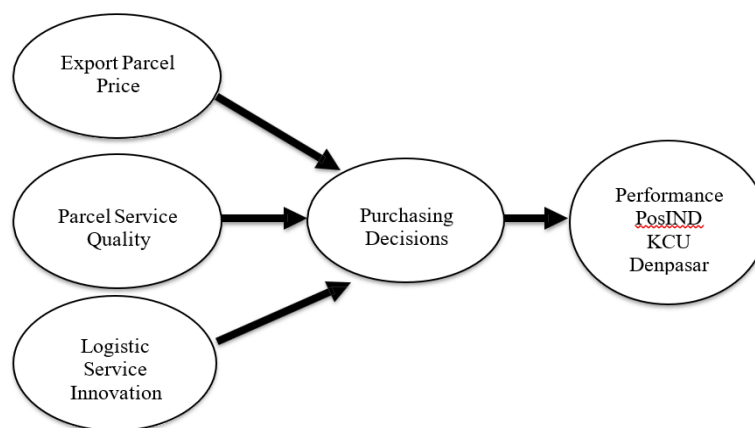 Export Parcel
Price
Parcel Service
Quality
Logistic
Service
Innovation
Purchasing
Decisions
Performance
PosIND
KCU
Denpasar